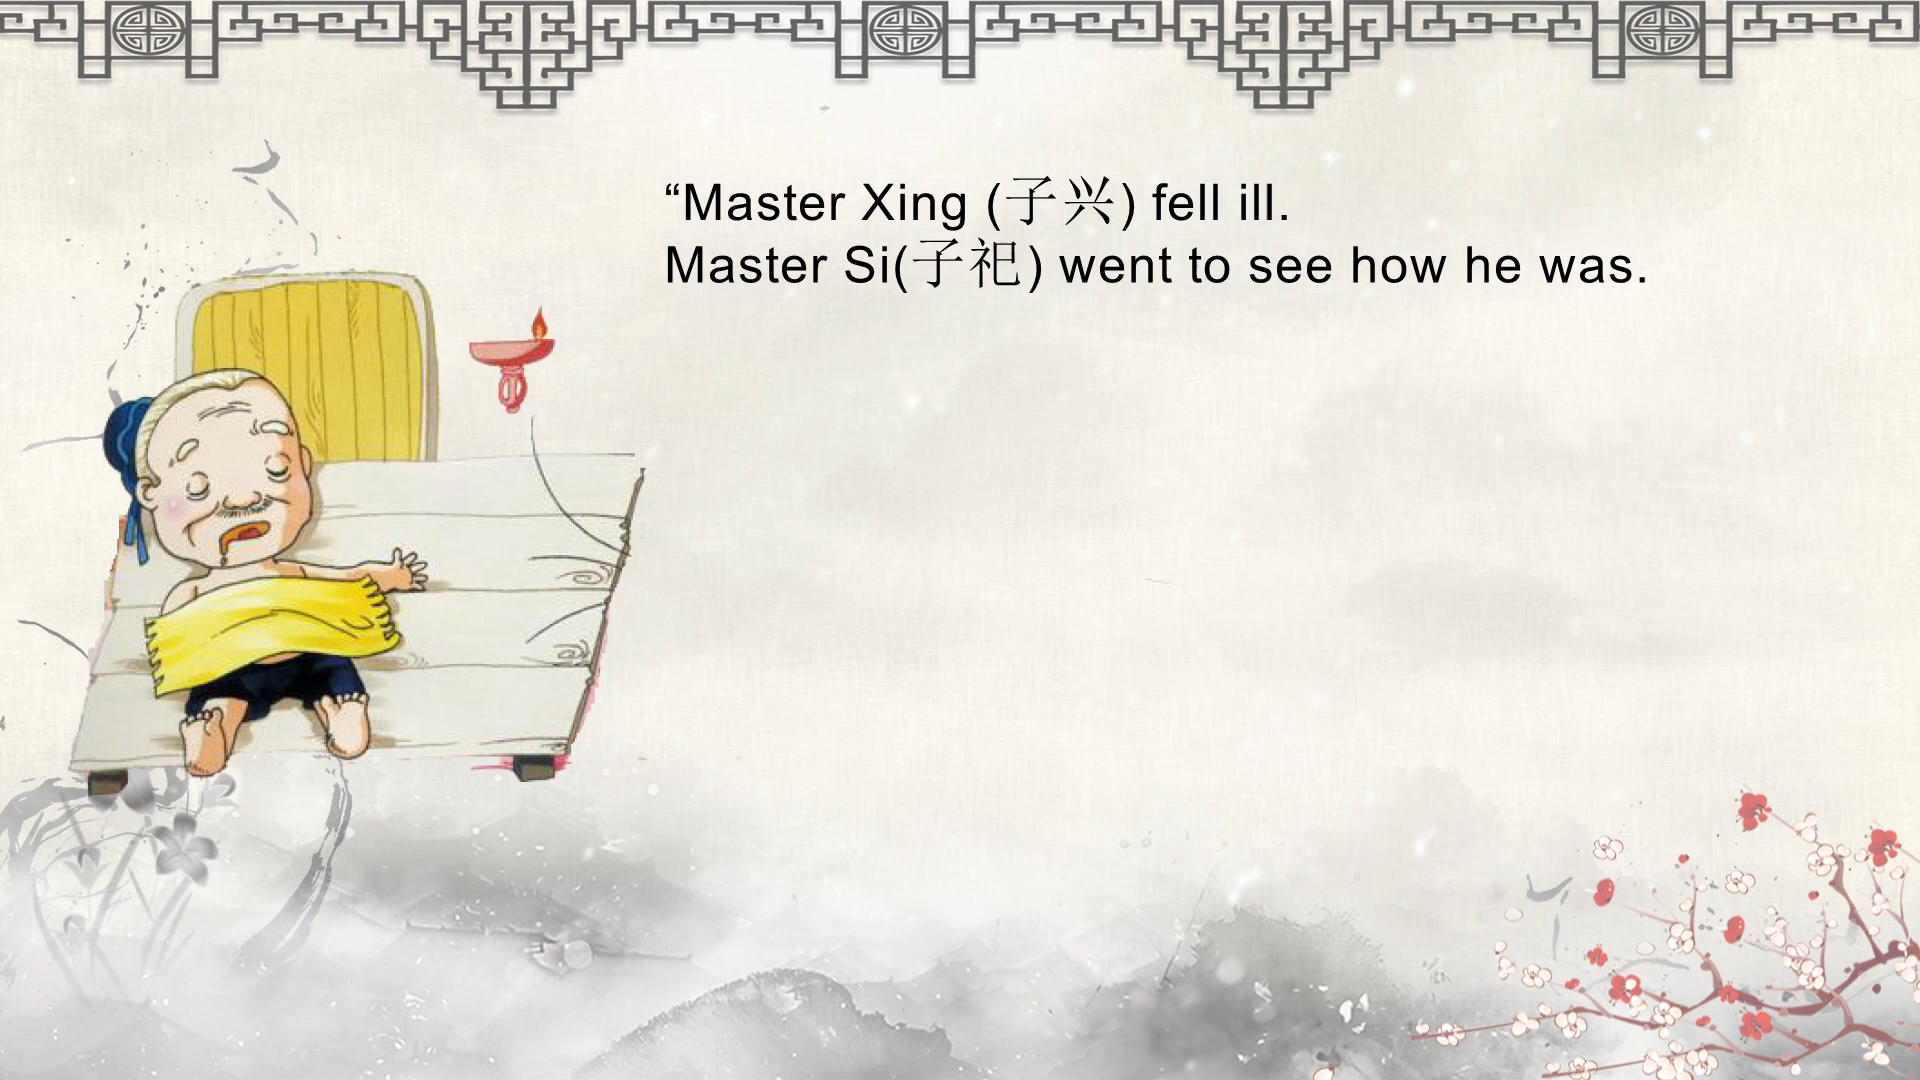 “Master Xing (子兴) fell ill.
Master Si(子祀) went to see how he was.